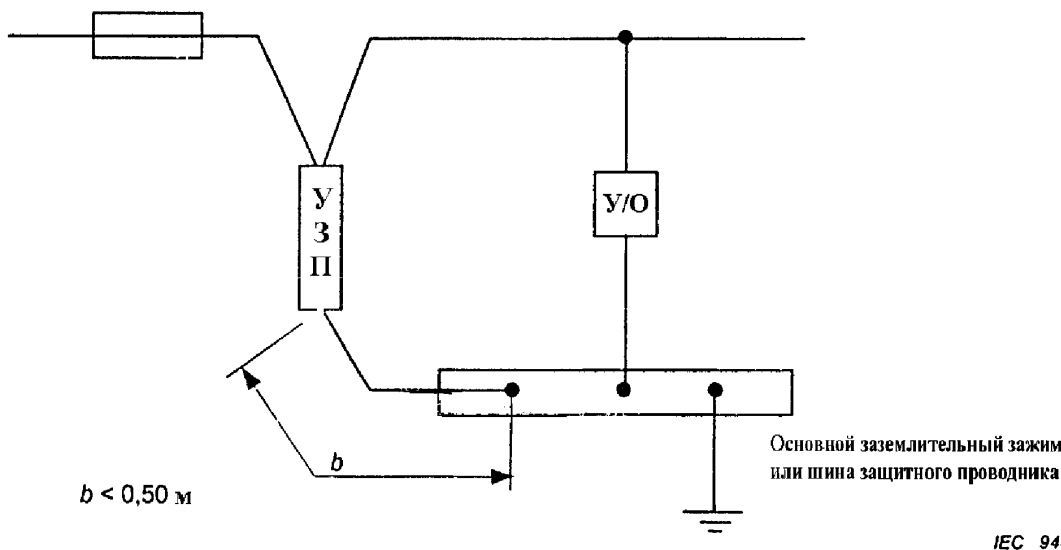 У
З
П
У/О
b
b < 0,50 м
Основной заземлительный зажим
или шина защитного проводника
IEC 94